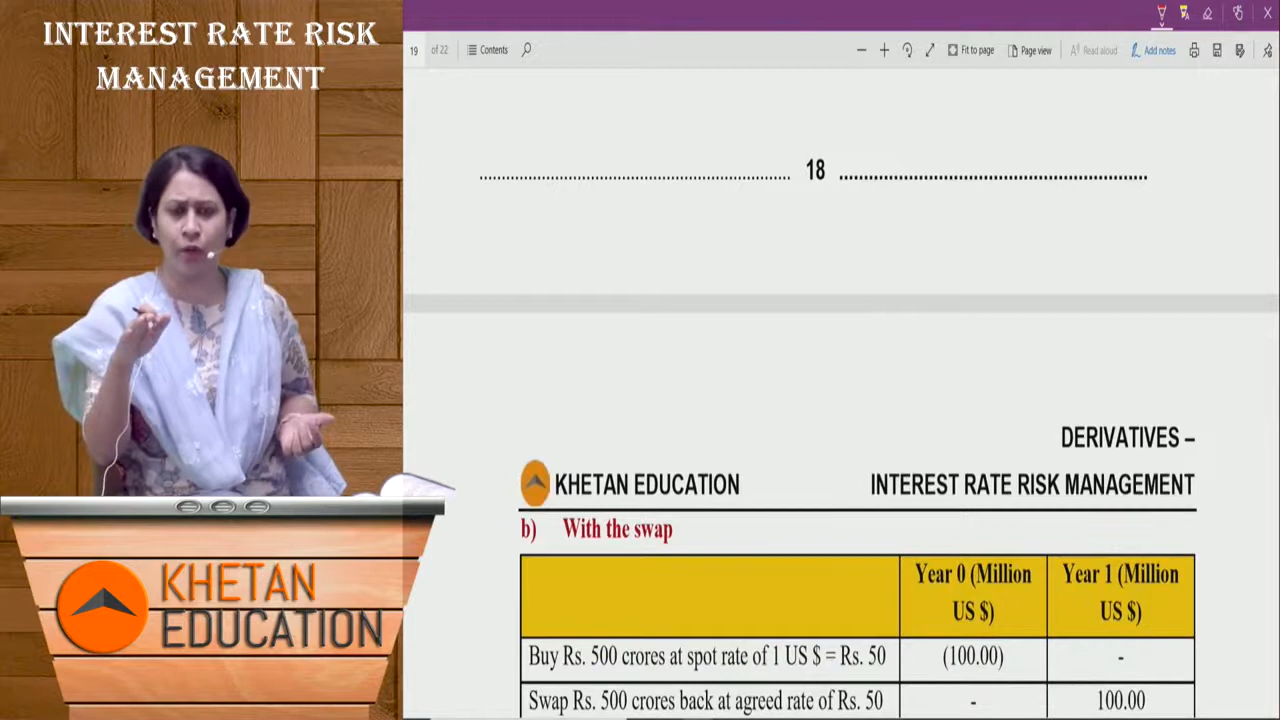 INTEREST RATE RISK
MANAGEMENT
19 of 22 Contents Fit to page Page view Read aloud Add notes
18
DERIVATIVES –
KHETAN EDUCATION INTEREST RATE RISK MANAGEMENT
b) With the swap
Year 0 (Million US $) Year 1 (Million US $)
Buy Rs. 500 crores at spot rate of 1 US $ = Rs. 50 (100.00) -
Swap Rs. 500 crores back at agreed rate of Rs. 50 - 100.00
KHETAN
EDUCATION